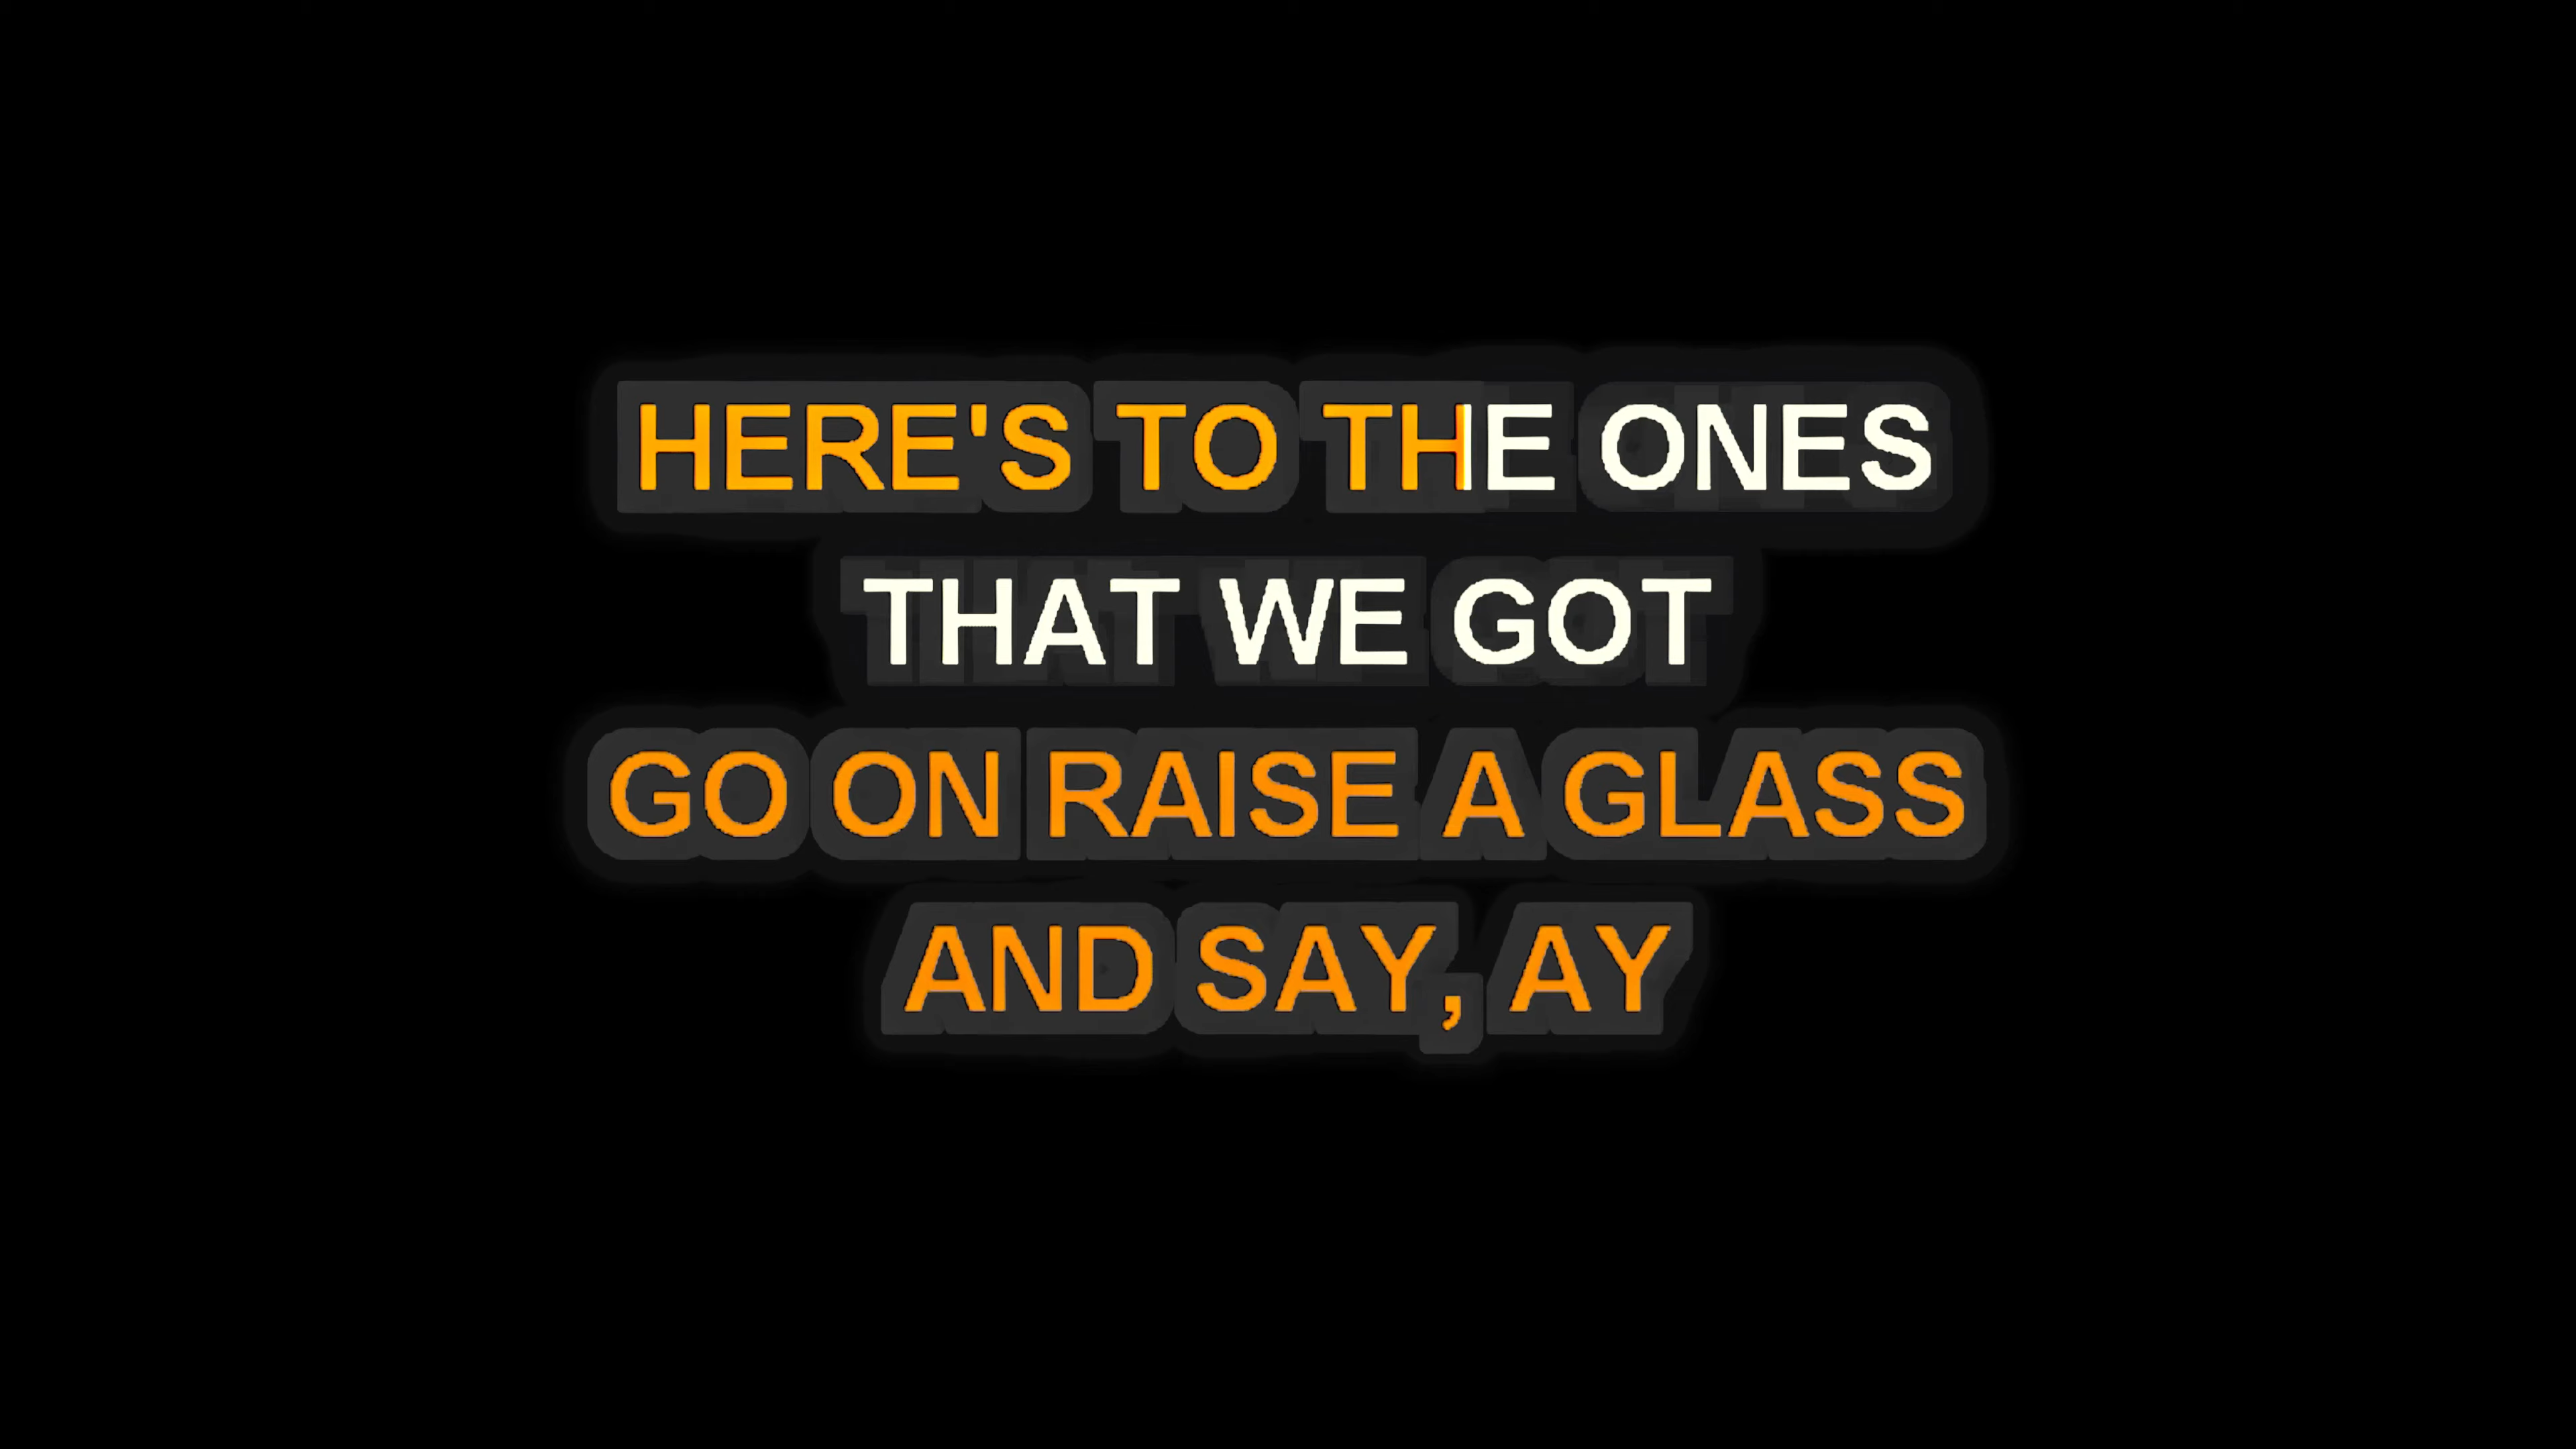 HERE'S TO THE ONES
THAT WE GOT
GO ON RAISE A GLASS
AND SAY, AY